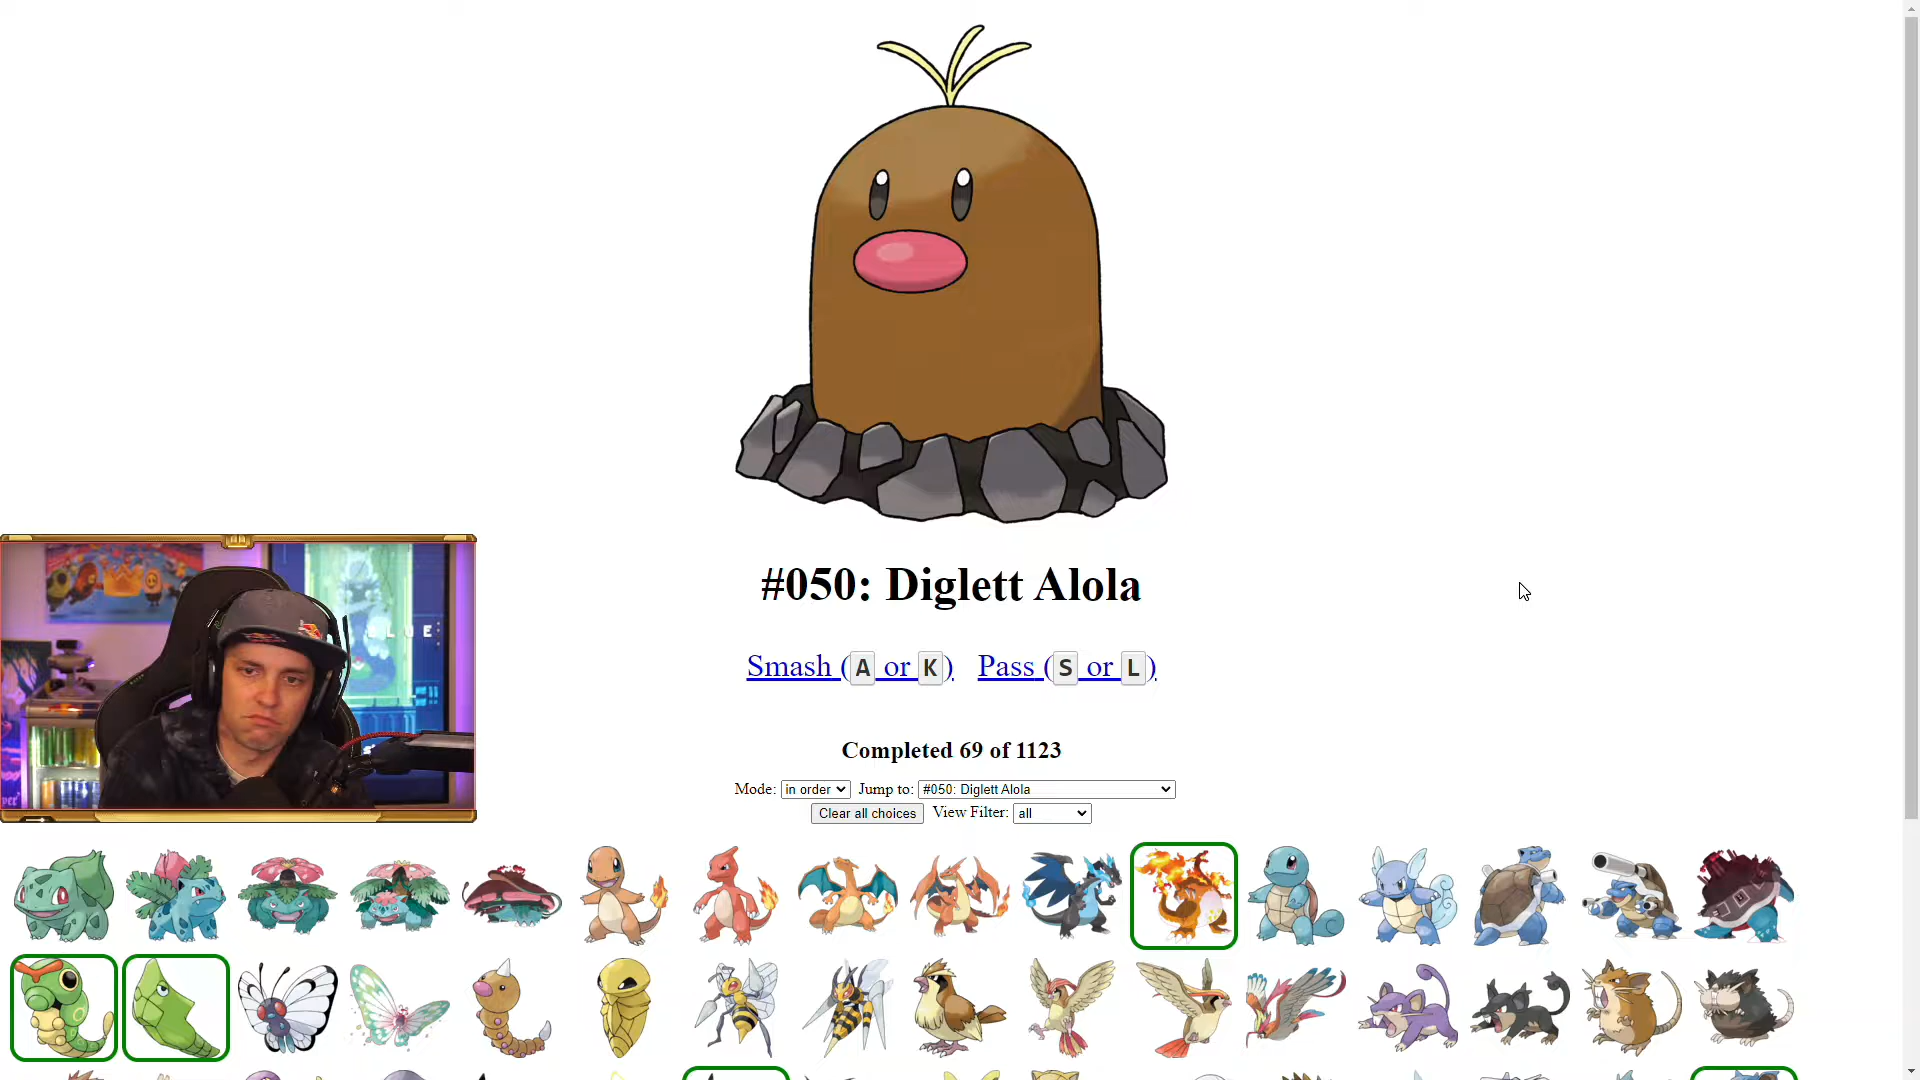 #050: Diglett Alola
Smash (A or K) Pass (S or L)
Completed 69 of 1123
Mode: in order Jump to: #050: Diglett Alola
Clear all choices View Filter: all
BLUE